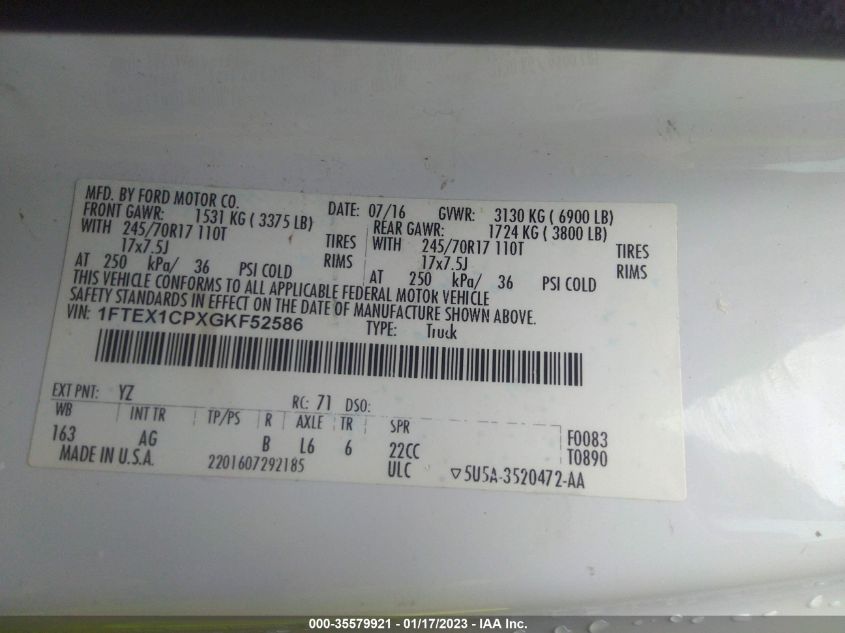 MFD. BY FORD MOTOR CO.
DATE: 07/16 GVWR: 3130 KG ( 6900 LB)
FRONT GAWR: 1531 KG ( 3375 LB) REAR GAWR: 1724 KG ( 3800 LB)
WITH 245/70R17 110T TIRES WITH 245/70R17 110T TIRES
17x7.5J RIMS 17x7.5J RIMS
AT 250 kPa/ 36 PSI COLD AT 250 kPa/ 36 PSI COLD
THIS VEHICLE CONFORMS TO ALL APPLICABLE FEDERAL MOTOR VEHICLE
SAFETY STANDARDS IN EFFECT ON THE DATE OF MANUFACTURE SHOWN ABOVE.
VIN: 1FTEX1CPXGKF52586 TYPE: Truck
EXT PNT: YZ RC: 71 DSO:
WB INT TR TP/PS R AXLE TR SPR
163 AG B L6 6 22CC F0083
ULC T0890
MADE IN U.S.A. 2201607292185 ▽5U5A-3520472-AA
000-35579921 - 01/17/2023 - IAA Inc.